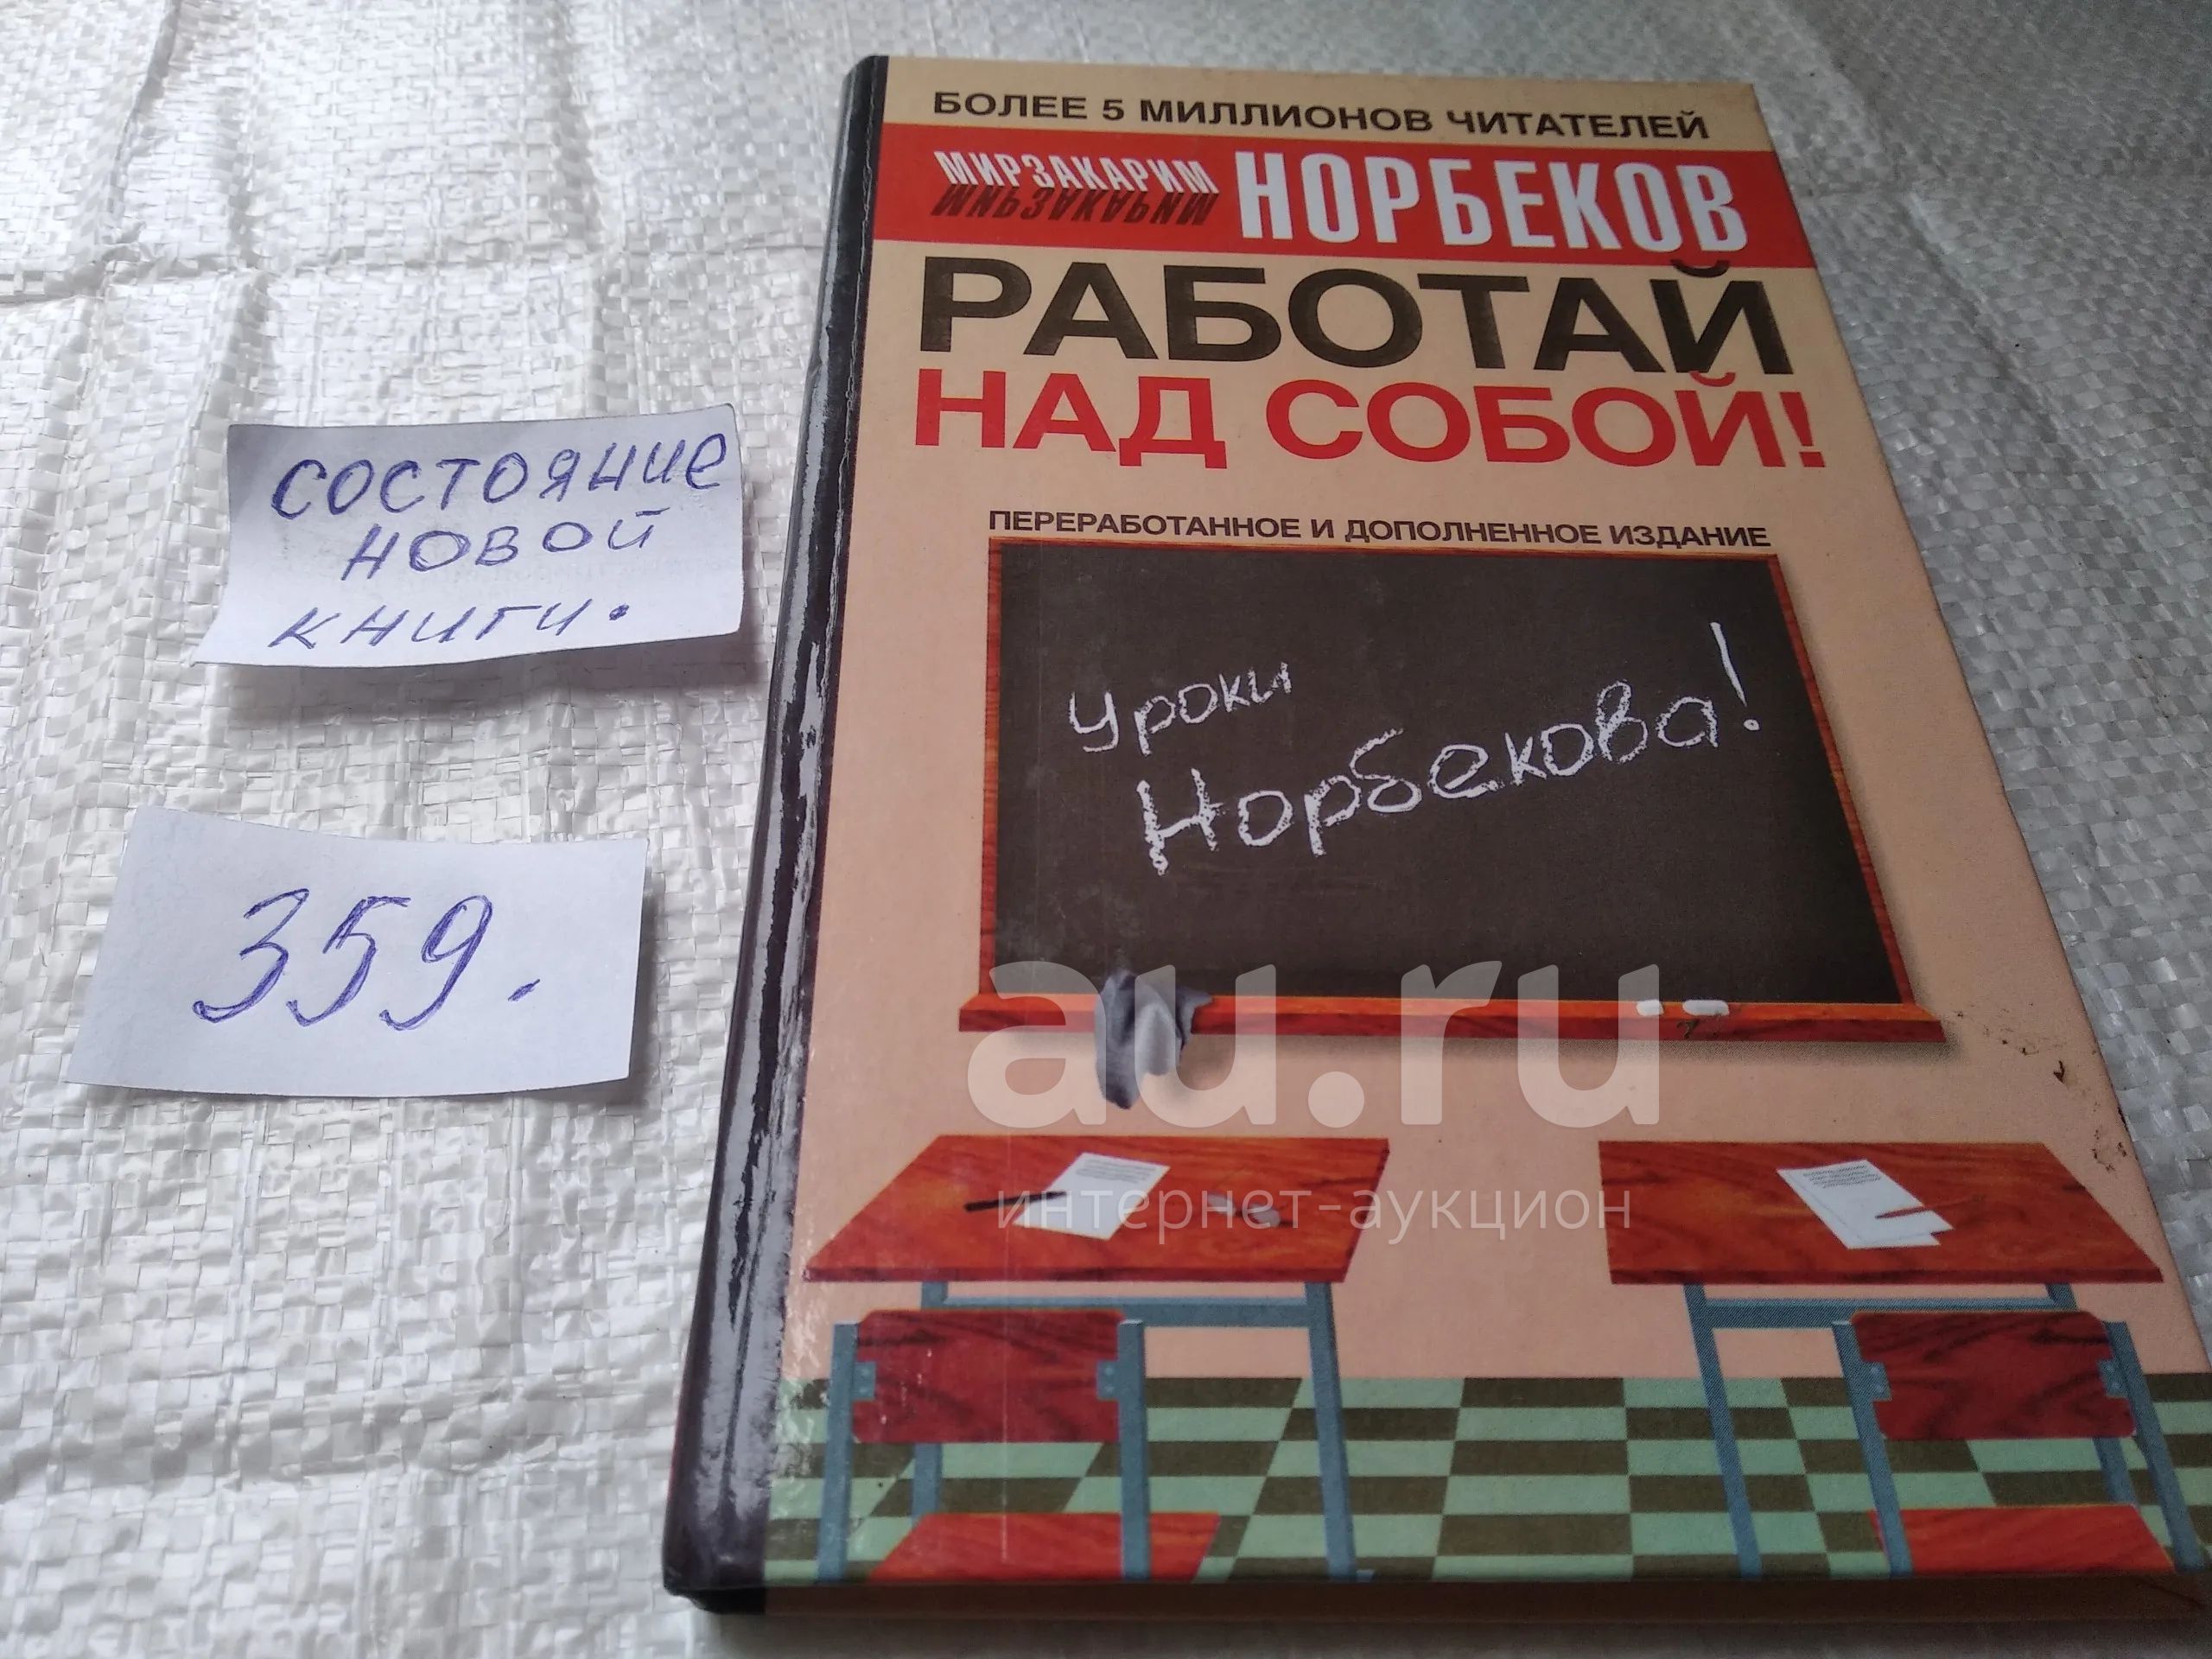 БОЛЕЕ 5 МИЛЛИОНОВ ЧИТАТЕЛЕЙ
МИРЗАКАРИМ НОРБЕКОВ
РАБОТАЙ
НАД СОБОЙ!
ПЕРЕРАБОТАННОЕ И ДОПОЛНЕННОЕ ИЗДАНИЕ
Уроки
Норбекова!
состояние
новой
книги.
359.
au.ru
интернет-аукцион